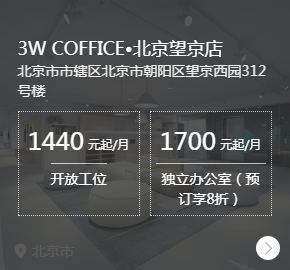 3W COFFICE•北京望京店
北京市市辖区北京市朝阳区望京西园312
号楼
1440 元起/月
开放工位
1700 元起/月
独立办公室（预
订享8折）
北京市